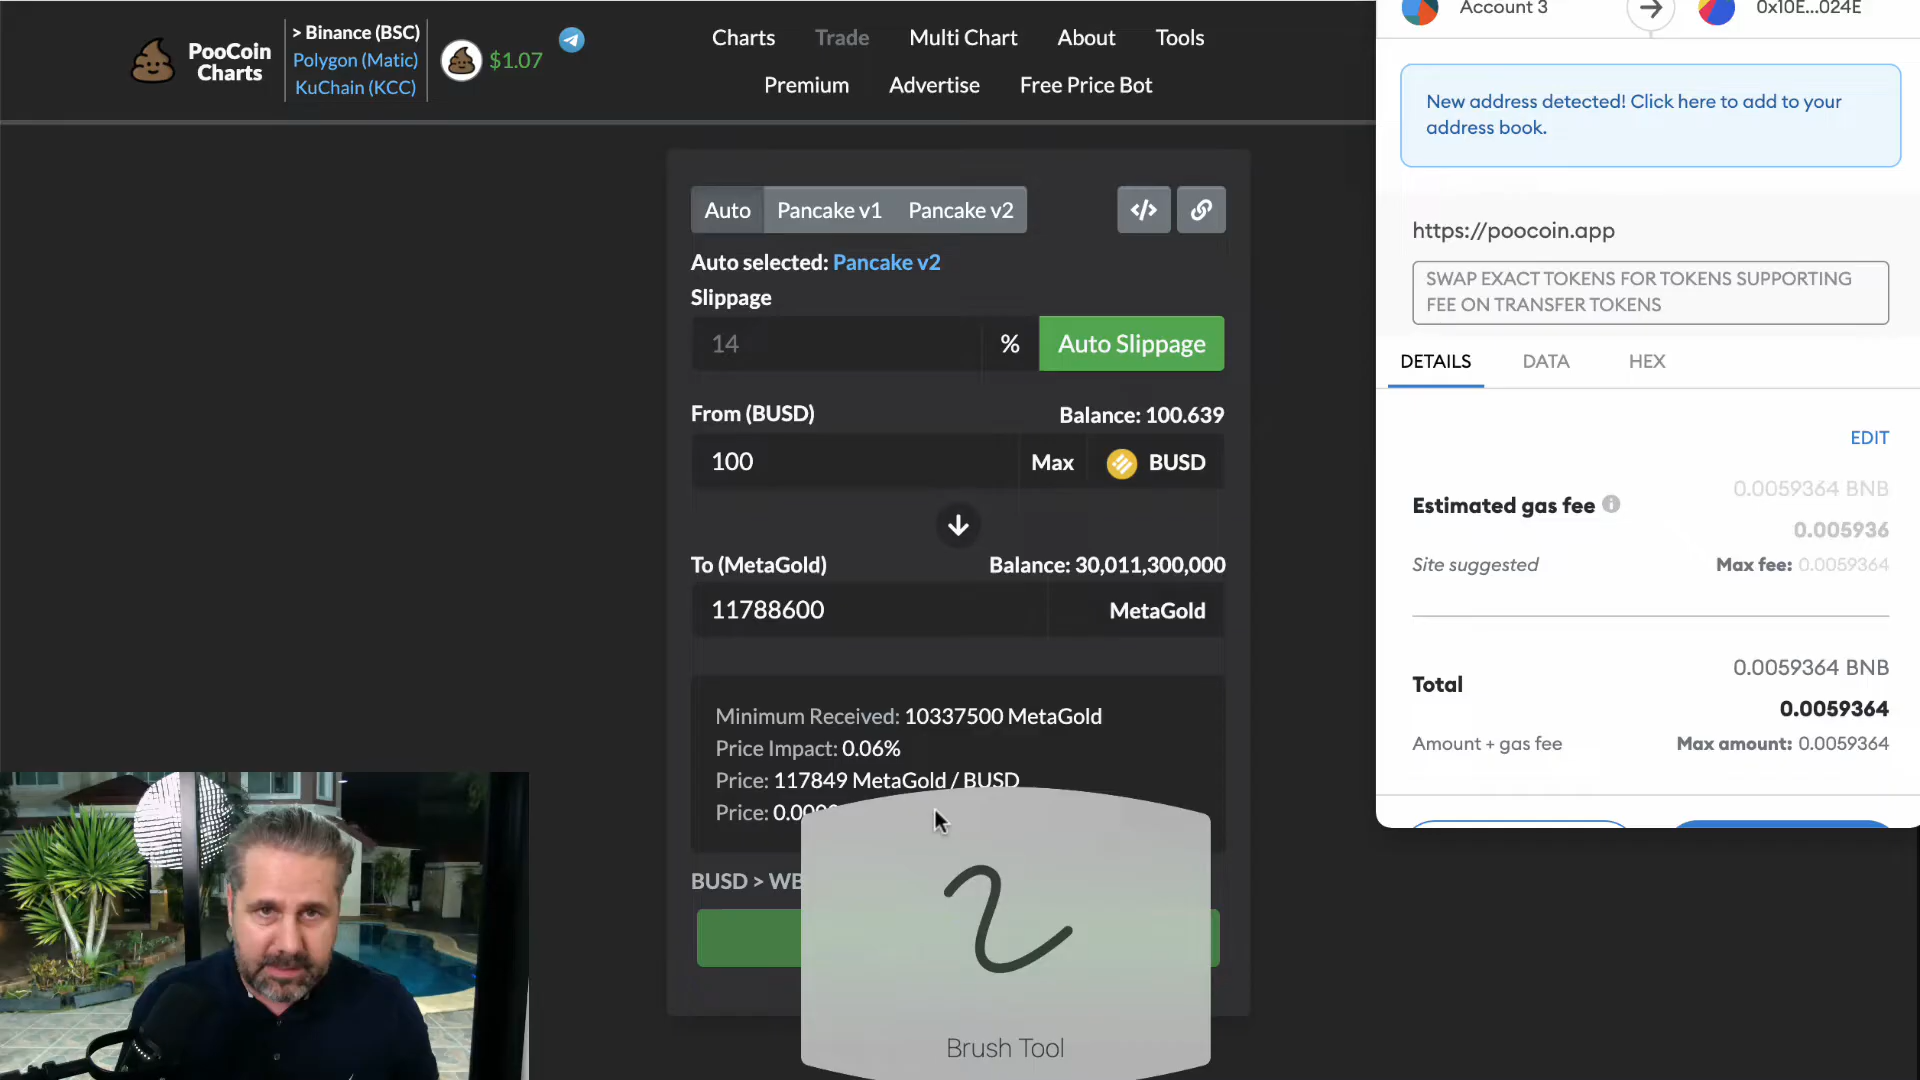 PooCoin
Charts
> Binance (BSC)
Polygon (Matic)
KuChain (KCC)
$1.07
Charts
Trade
Multi Chart
About
Tools
Premium
Advertise
Free Price Bot
Auto
Pancake v1
Pancake v2
</>
Auto selected: Pancake v2
Slippage
14
%
Auto Slippage
From (BUSD)
Balance: 100.639
100
Max
BUSD
To (MetaGold)
Balance: 30,011,300,000
11788600
MetaGold
Minimum Received: 10337500 MetaGold
Price Impact: 0.06%
Price: 117849 MetaGold / BUSD
Price:
BUSD >
Brush Tool
Account 3
0x10E...024E
New address detected! Click here to add to your
address book.
https://poocoin.app
SWAP EXACT TOKENS FOR TOKENS SUPPORTING
FEE ON TRANSFER TOKENS
DETAILS
DATA
HEX
EDIT
Estimated gas fee
0.0059364 BNB
0.005936
Site suggested
Max fee: 0.0059364
Total
0.0059364 BNB
0.0059364
Amount + gas fee
Max amount: 0.0059364